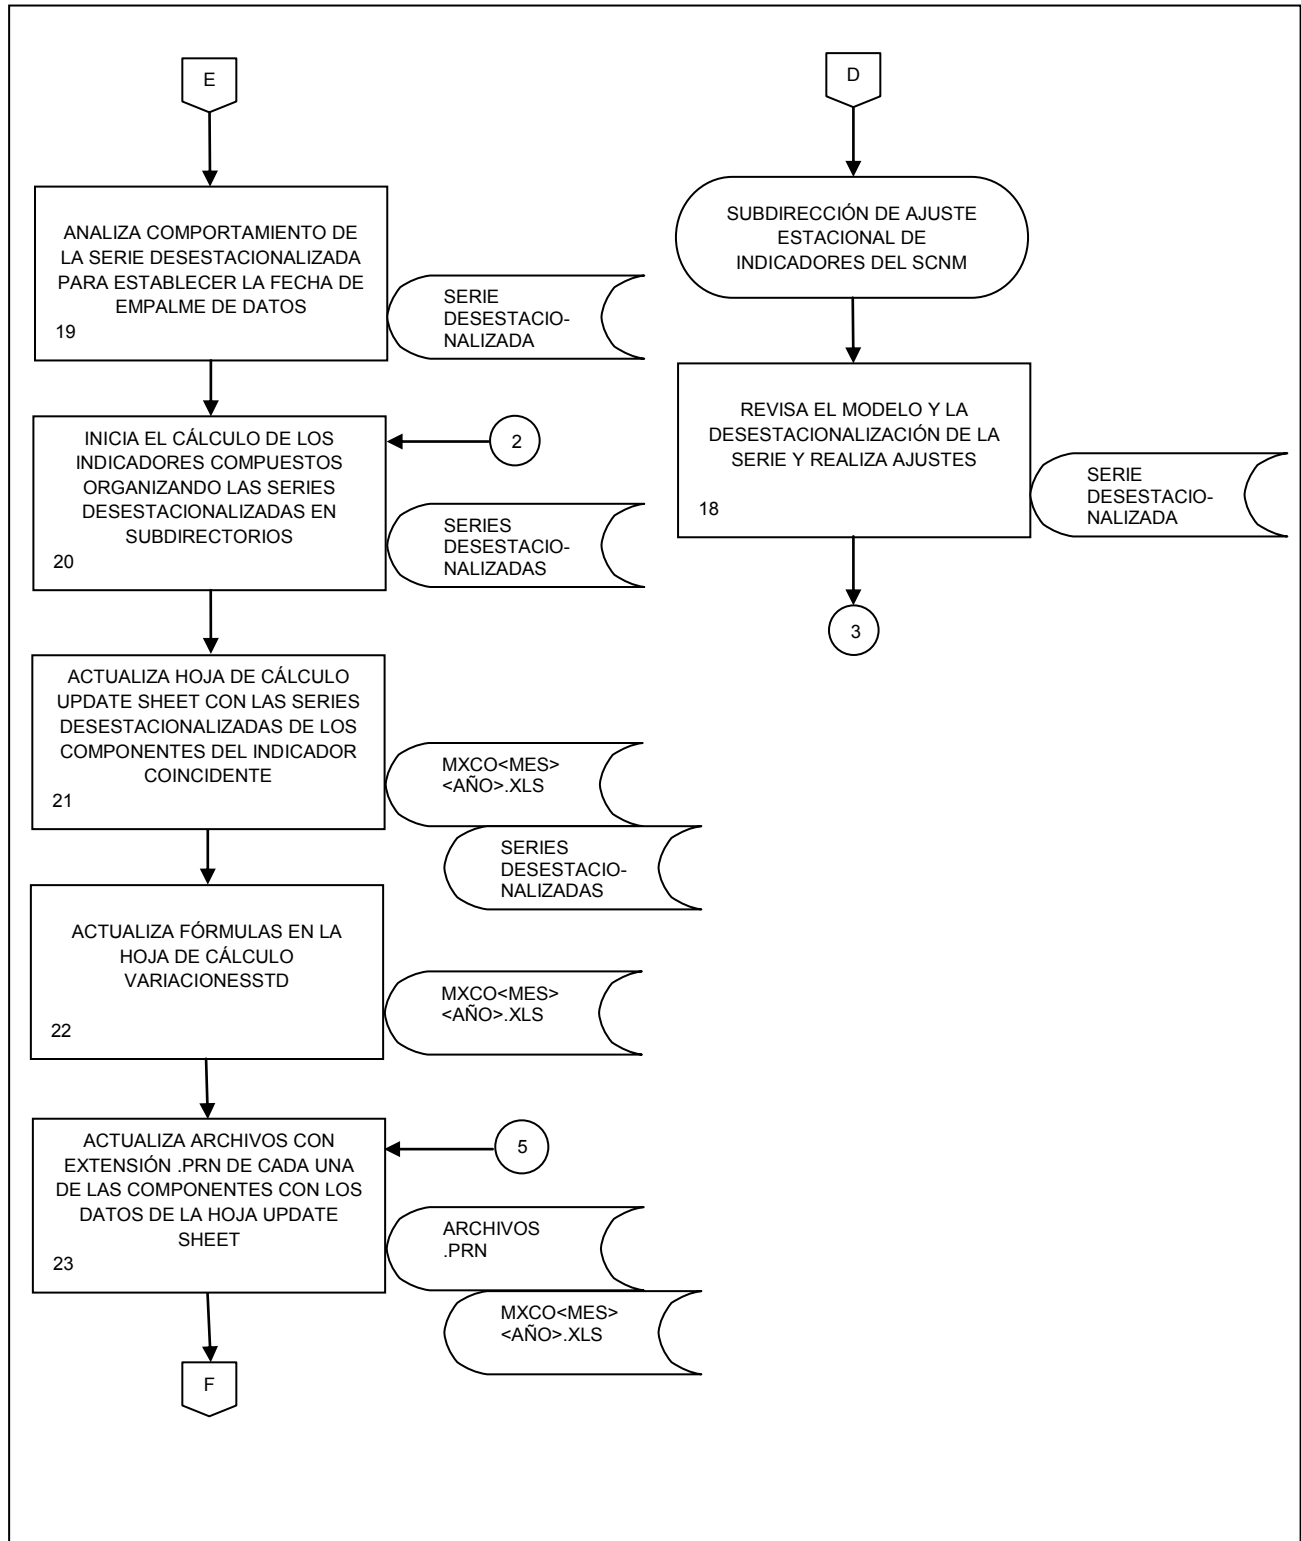 E
ANALIZA COMPORTAMIENTO DE
LA SERIE DESESTACIONALIZADA
PARA ESTABLECER LA FECHA DE
EMPALME DE DATOS
19
SERIE
DESESTACIO-
NALIZADA
INICIA EL CÁLCULO DE LOS
INDICADORES COMPUESTOS
ORGANIZANDO LAS SERIES
DESESTACIONALIZADAS EN
SUBDIRECTORIOS
20
2
SERIES
DESESTACIO-
NALIZADAS
ACTUALIZA HOJA DE CÁLCULO
UPDATE SHEET CON LAS SERIES
DESESTACIONALIZADAS DE LOS
COMPONENTES DEL INDICADOR
COINCIDENTE
21
MXCO<MES>
<AÑO>.XLS
SERIES
DESESTACIO-
NALIZADAS
ACTUALIZA FÓRMULAS EN LA
HOJA DE CÁLCULO
VARIACIONESSTD
22
MXCO<MES>
<AÑO>.XLS
ACTUALIZA ARCHIVOS CON
EXTENSIÓN .PRN DE CADA UNA
DE LAS COMPONENTES CON LOS
DATOS DE LA HOJA UPDATE
SHEET
23
5
ARCHIVOS
.PRN
MXCO<MES>
<AÑO>.XLS
F
D
SUBDIRECCIÓN DE AJUSTE
ESTACIONAL DE
INDICADORES DEL SCNM
REVISA EL MODELO Y LA
DESESTACIONALIZACIÓN DE LA
SERIE Y REALIZA AJUSTES
18
SERIE
DESESTACIO-
NALIZADA
3